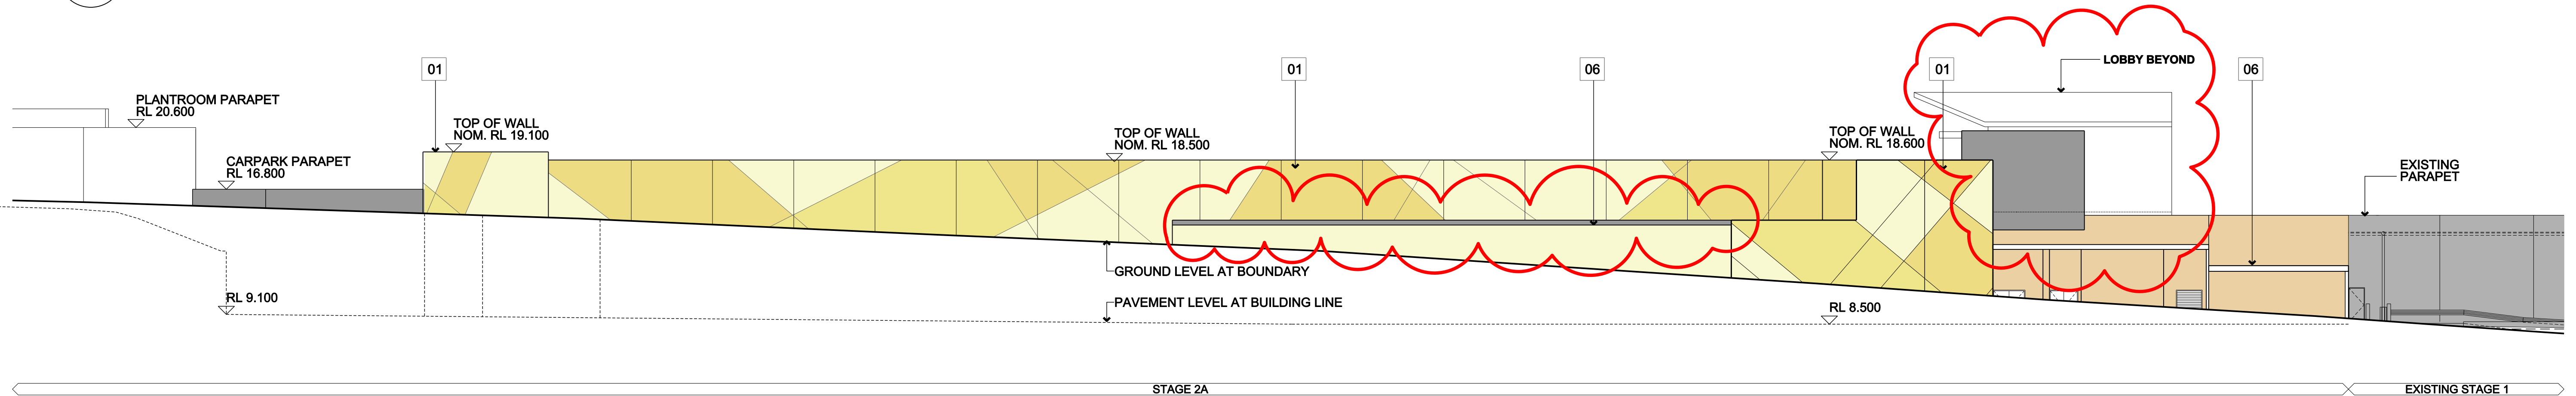 01
01
06
01
LOBBY BEYOND
06
PLANTROOM PARAPET
RL 20.600
TOP OF WALL
NOM. RL 19.100
TOP OF WALL
NOM. RL 18.500
TOP OF WALL
NOM. RL 18.600
CARPARK PARAPET
RL 16.800
EXISTING
PARAPET
GROUND LEVEL AT BOUNDARY
RL 9.100
PAVEMENT LEVEL AT BUILDING LINE
RL 8.500
STAGE 2A
EXISTING STAGE 1